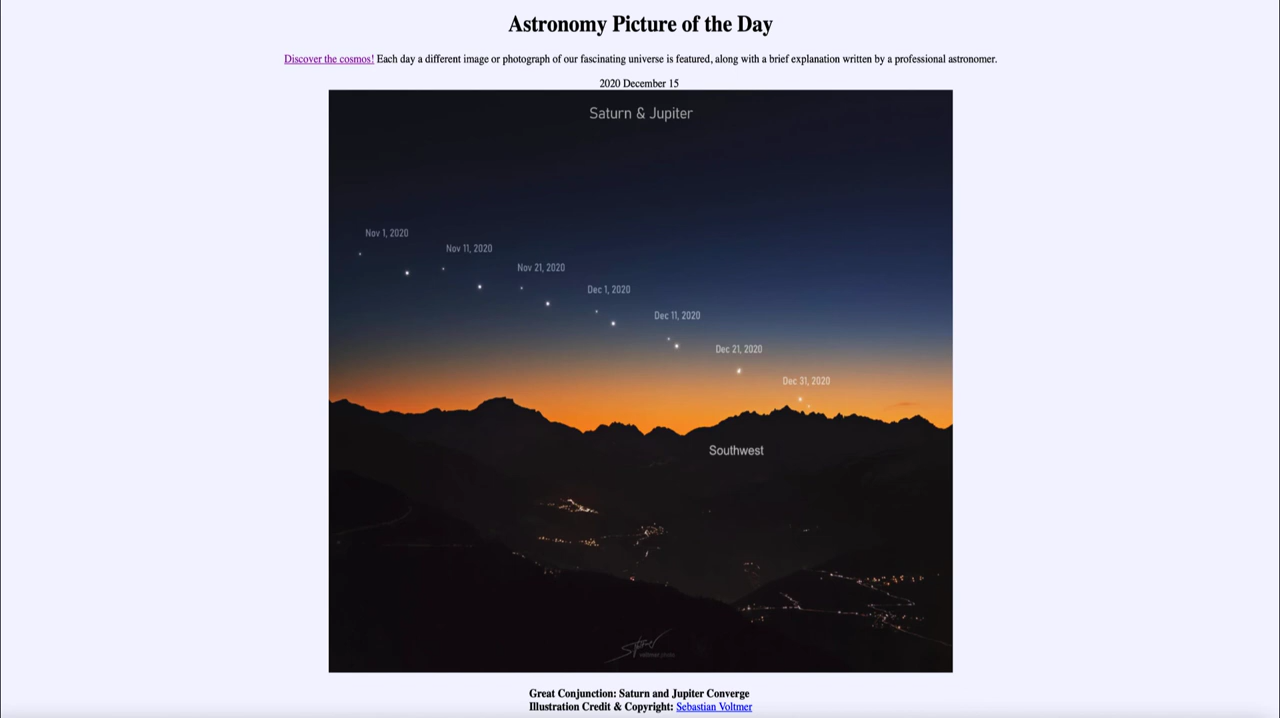 Astronomy Picture of the Day
Discover the cosmos! Each day a different image or photograph of our fascinating universe is featured, along with a brief explanation written by a professional astronomer.
2020 December 15
Saturn & Jupiter
Nov 1, 2020
Nov 11, 2020
Nov 21, 2020
Dec 1, 2020
Dec 11, 2020
Dec 21, 2020
Dec 31, 2020
Southwest
Great Conjunction: Saturn and Jupiter Converge
Illustration Credit & Copyright: Sebastian Voltmer